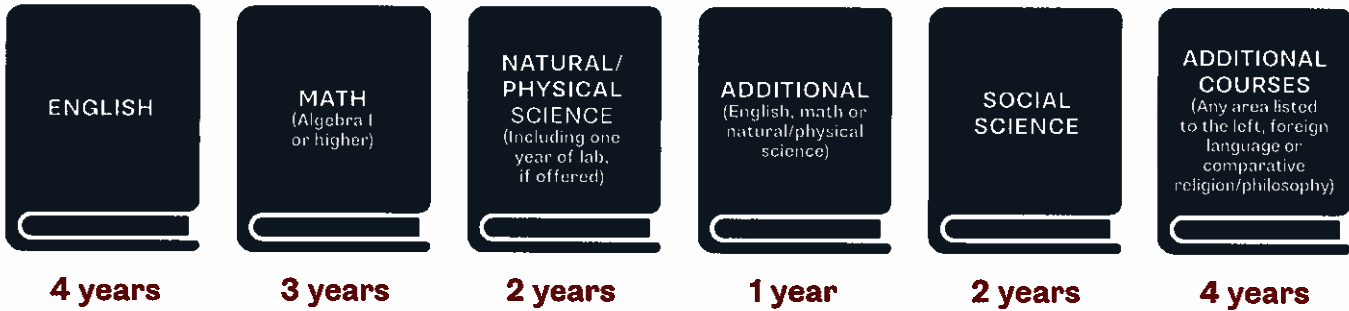 ENGLISH
4 years
MATH
(Algebra I
or higher)
3 years
NATURAL/
PHYSICAL
SCIENCE
(Including one
year of lab,
if offered)
2 years
ADDITIONAL
(English, math or
natural/physical
science)
1 year
SOCIAL
SCIENCE
2 years
ADDITIONAL
COURSES
(Any area listed
to the left, foreign
language or
comparative
religion/philosophy)
4 years